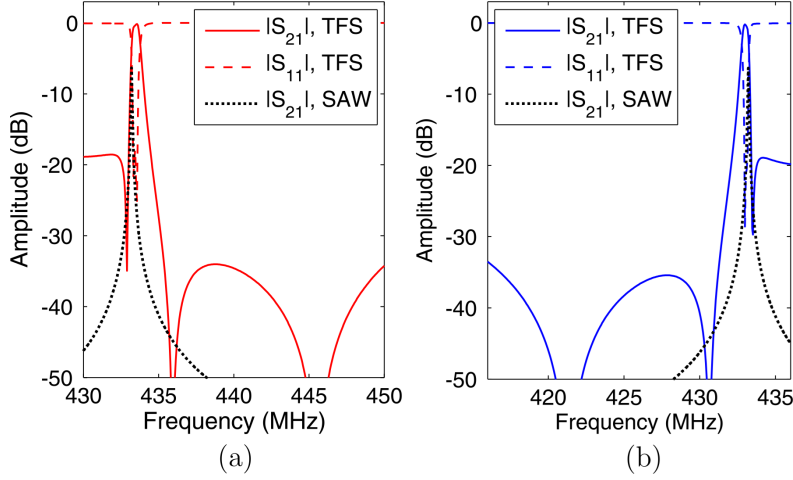 0
-10
-20
-30
-40
-50
Amplitude (dB)
|S21|, TFS
|S11|, TFS
|S21|, SAW
430 435 440 445 450
Frequency (MHz)
(a)
0
-10
-20
-30
-40
-50
Amplitude (dB)
|S21|, TFS
|S11|, TFS
|S21|, SAW
420 425 430 435
Frequency (MHz)
(b)